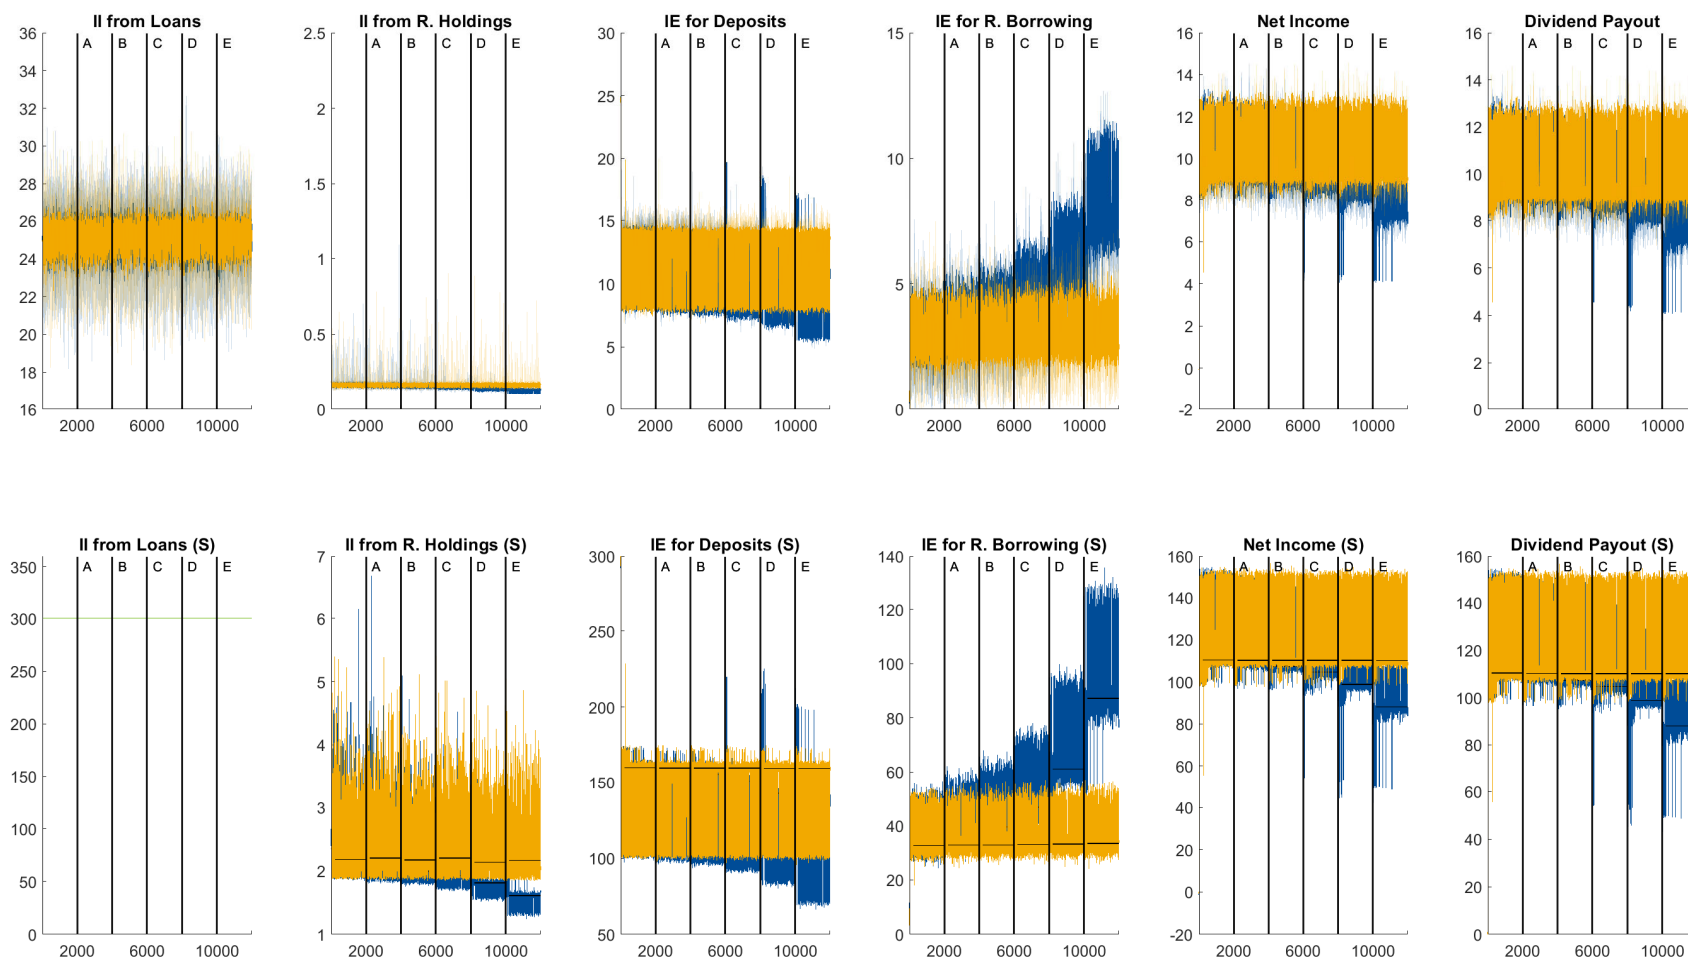 II from Loans
36
34
32
30
28
26
24
22
20
18
16
A B C D E
2000 6000 10000
II from R. Holdings
2.5
2
1.5
1
0.5
0
A B C D E
2000 6000 10000
IE for Deposits
30
25
20
15
10
5
0
A B C D E
2000 6000 10000
IE for R. Borrowing
15
10
5
0
A B C D E
2000 6000 10000
Net Income
16
14
12
10
8
6
4
2
0
-2
A B C D E
2000 6000 10000
Dividend Payout
16
14
12
10
8
6
4
2
0
A B C D E
2000 6000 10000
II from Loans (S)
350
300
250
200
150
100
50
0
A B C D E
2000 6000 10000
II from R. Holdings (S)
7
6
5
4
3
2
1
A B C D E
2000 6000 10000
IE for Deposits (S)
300
250
200
150
100
50
A B C D E
2000 6000 10000
IE for R. Borrowing (S)
140
120
100
80
60
40
20
0
A B C D E
2000 6000 10000
Net Income (S)
160
140
120
100
80
60
40
20
0
-20
A B C D E
2000 6000 10000
Dividend Payout (S)
160
140
120
100
80
60
40
20
0
A B C D E
2000 6000 10000